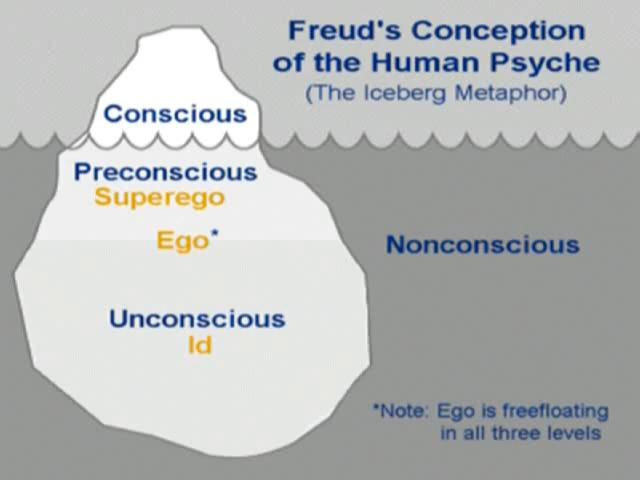 Freud's Conception
of the Human Psyche
(The Iceberg Metaphor)
Conscious
Preconscious
Superego
Ego*
Nonconscious
Unconscious
Id
*Note: Ego is freefloating
in all three levels